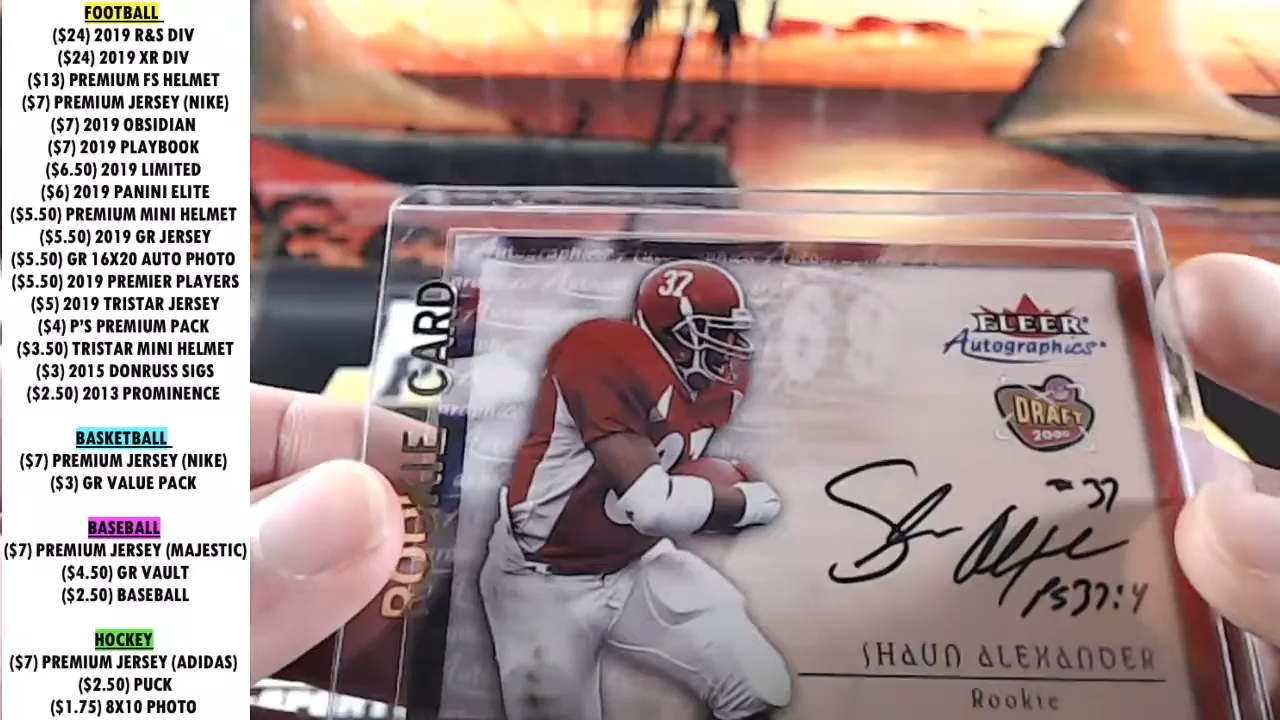 FOOTBALL
($24) 2019 R&S DIV
($24) 2019 XR DIV
($13) PREMIUM FS HELMET
($7) PREMIUM JERSEY (NIKE)
($7) 2019 OBSIDIAN
($7) 2019 PLAYBOOK
($6.50) 2019 LIMITED
($6) 2019 PANINI ELITE
($5.50) PREMIUM MINI HELMET
($5.50) 2019 GR JERSEY
($5.50) GR 16X20 AUTO PHOTO
($5.50) 2019 PREMIER PLAYERS
($5) 2019 TRISTAR JERSEY
($4) P'S PREMIUM PACK
($3.50) TRISTAR MINI HELMET
($3) 2015 DONRUSS SIGS
($2.50) 2013 PROMINENCE
BASKETBALL
($7) PREMIUM JERSEY (NIKE)
($3) GR VALUE PACK
BASEBALL
($7) PREMIUM JERSEY (MAJESTIC)
($4.50) GR VAULT
($2.50) BASEBALL
HOCKEY
($7) PREMIUM JERSEY (ADIDAS)
($2.50) PUCK
($1.75) 8X10 PHOTO
ROOKIE CARD
37
FLEER
Autographics
DRAFT
2000
#37
Ps 37:4
SHAUN ALEXANDER
Rookie